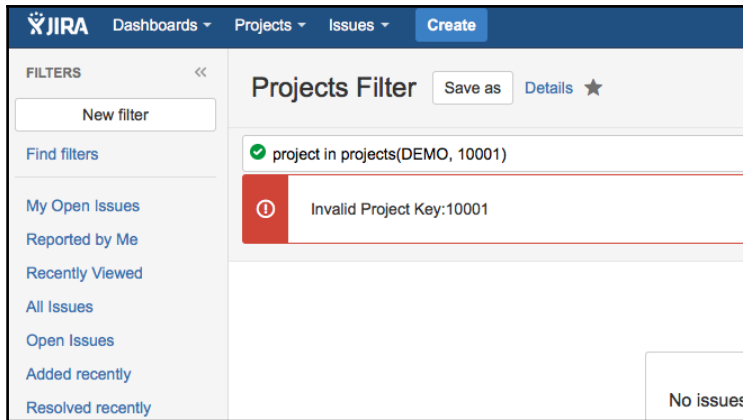 JIRA Dashboards Projects Issues Create
FILTERS
New filter
Find filters
My Open Issues
Reported by Me
Recently Viewed
All Issues
Open Issues
Added recently
Resolved recently
Projects Filter Save as Details
project in projects(DEMO, 10001)
Invalid Project Key:10001
No issues